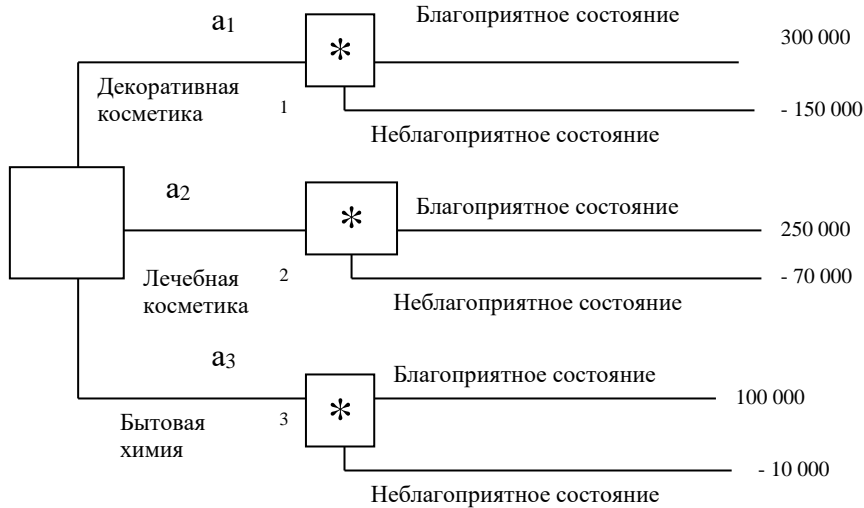 a1
*
Благоприятное состояние
300 000
Декоративная
косметика
1
- 150 000
Неблагоприятное состояние
a2
*
Благоприятное состояние
250 000
Лечебная
косметика
2
- 70 000
Неблагоприятное состояние
a3
*
Благоприятное состояние
100 000
Бытовая
химия
3
- 10 000
Неблагоприятное состояние